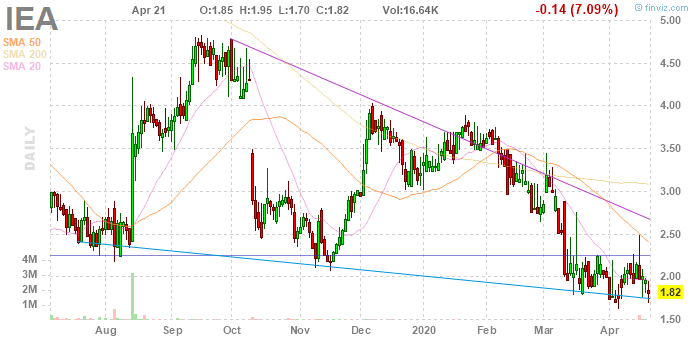 IEA
Apr 21 O:1.85 H:1.95 L:1.70 C:1.82 Vol:16.64K -0.14 (7.09%)
© finviz.com
SMA 50
SMA 200
SMA 20
DAILY
5.00
4.50
4.00
3.50
3.00
2.50
2.00
1.82
1.50
4M
3M
2M
1M
Aug Sep Oct Nov Dec 2020 Feb Mar Apr